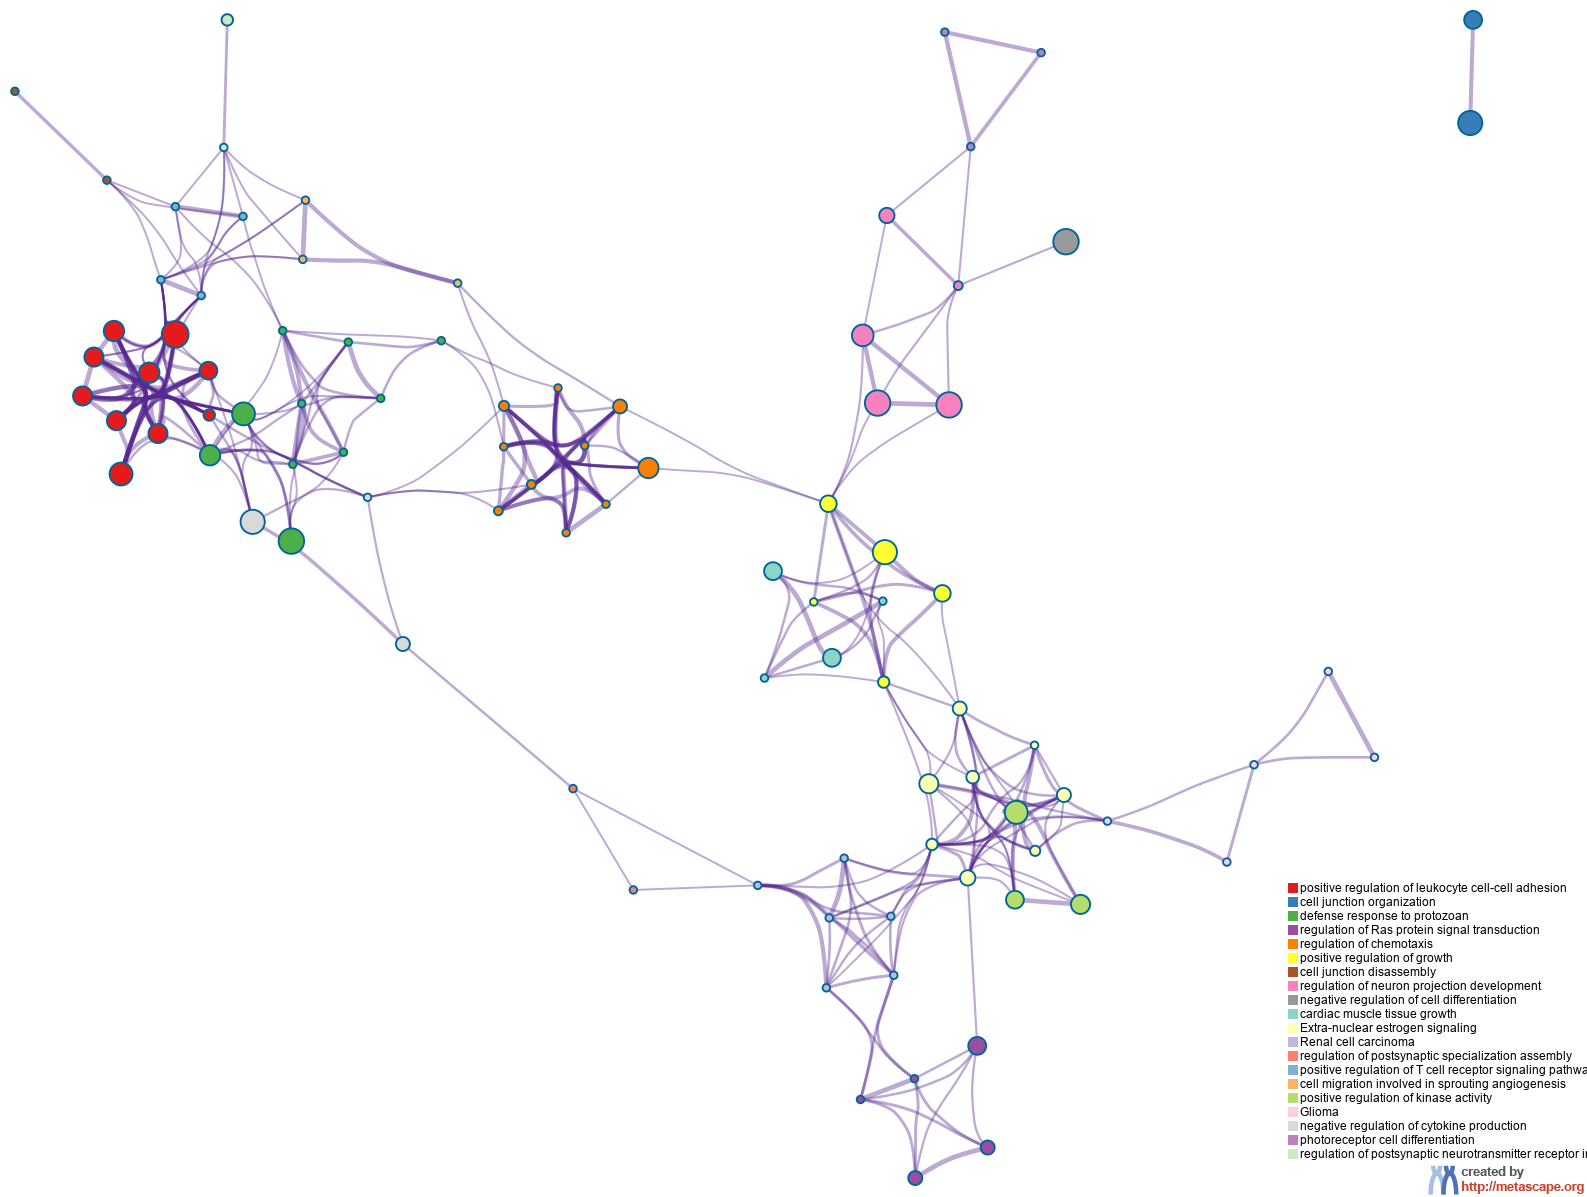 positive regulation of leukocyte cell-cell adhesion
cell junction organization
defense response to protozoan
regulation of Ras protein signal transduction
regulation of chemotaxis
positive regulation of growth
cell junction disassembly
regulation of neuron projection development
negative regulation of cell differentiation
cardiac muscle tissue growth
Extra-nuclear estrogen signaling
Renal cell carcinoma
regulation of postsynaptic specialization assembly
positive regulation of T cell receptor signaling pathwa
cell migration involved in sprouting angiogenesis
positive regulation of kinase activity
Glioma
negative regulation of cytokine production
photoreceptor cell differentiation
regulation of postsynaptic neurotransmitter receptor i
created by
http://metascape.org